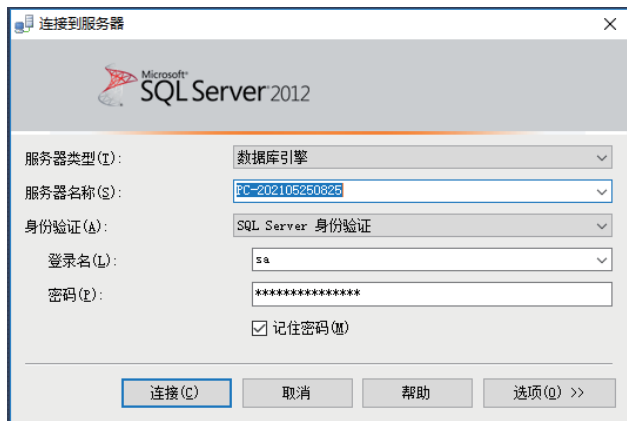 连接到服务器
Microsoft®
SQL Server 2012
服务器类型(T): 数据库引擎
服务器名称(S): PC-202105250825
身份验证(A): SQL Server 身份验证
登录名(L): sa
密码(P): ***************
记住密码(M)
连接(C) 取消 帮助 选项(O) >>